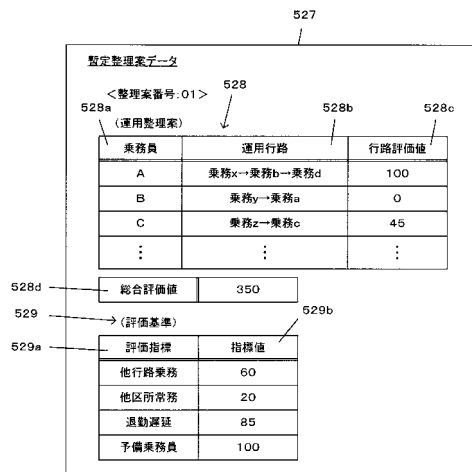 527
暫定整理案データ
<整理案番号:01>
528a
528
528b
528c
(運用整理案)
乗務員 運用行路 行路評価値
A 乗務x→乗務b→乗務d 100
B 乗務y→乗務a 0
C 乗務z→乗務c 45
⋮ ⋮ ⋮
528d 総合評価値 350
529 (評価基準) 529b
529a 評価指標 指標値
他行路乗務 60
他区所常務 20
退勤遅延 85
予備乗務員 100